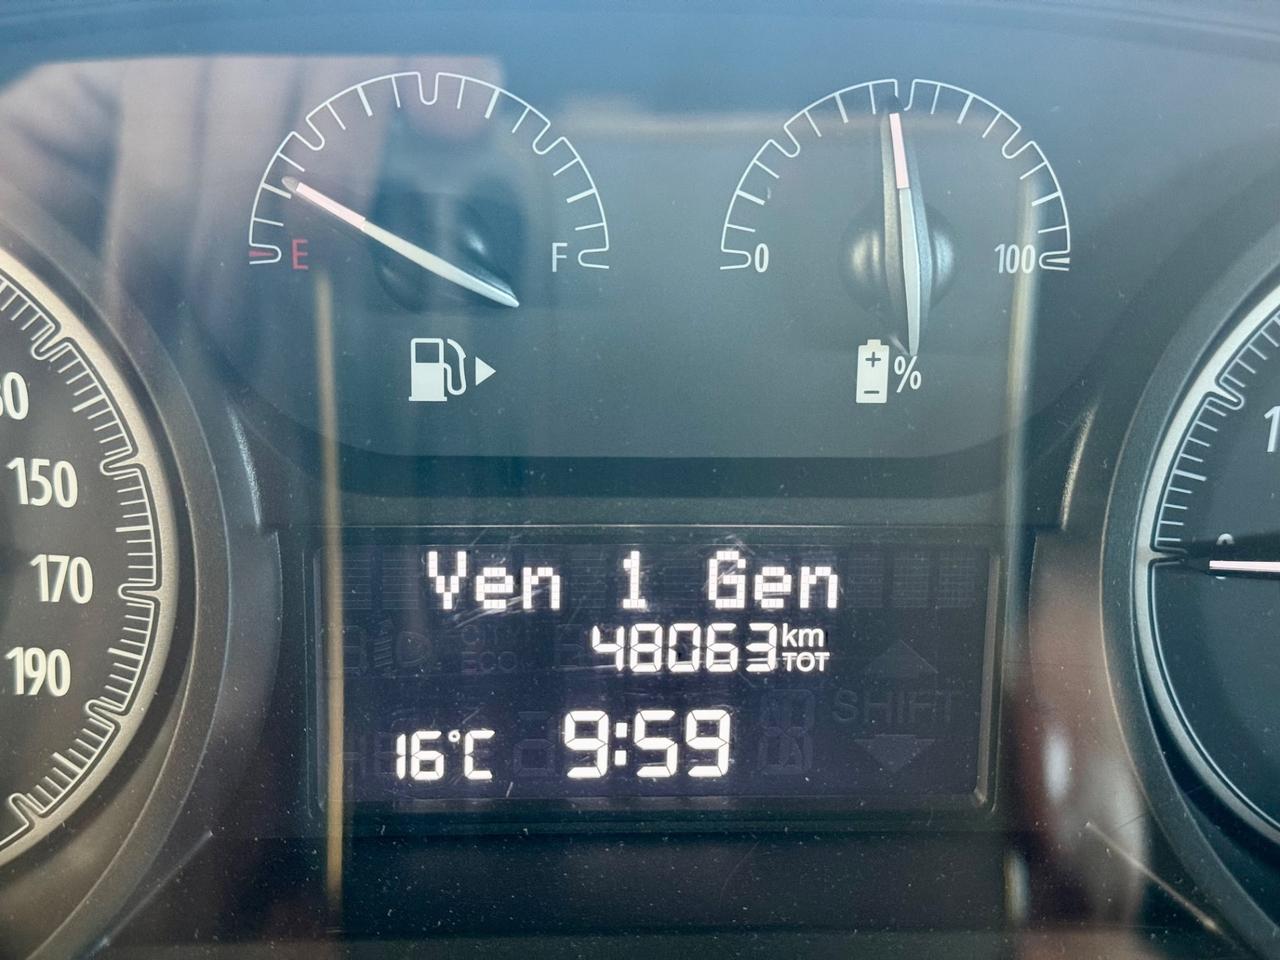 E F
0 100
%
150
170
190
Ven 1 Gen
48063 km TOT
SHIFT
16°C 9:59